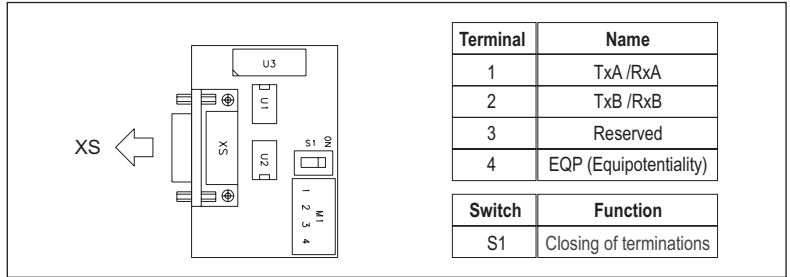 XS
U3
U1
XS
U2
S1
ON
1
2
3
4
M1
Terminal Name
1 TxA /RxA
2 TxB /RxB
3 Reserved
4 EQP (Equipotentiality)
Switch Function
S1 Closing of terminations